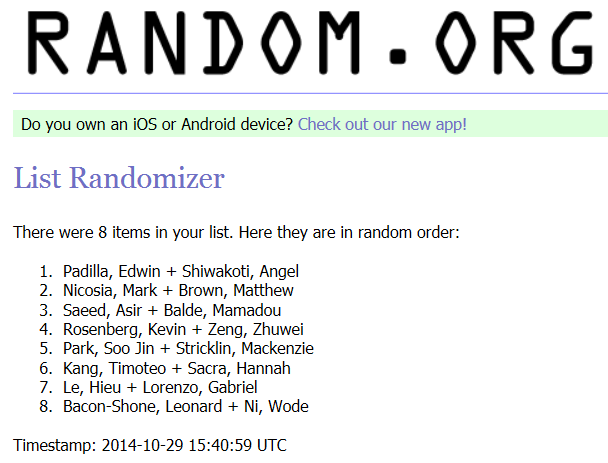 RANDOM.ORG
Do you own an iOS or Android device? Check out our new app!
List Randomizer
There were 8 items in your list. Here they are in random order:
1. Padilla, Edwin + Shiwakoti, Angel
2. Nicosia, Mark + Brown, Matthew
3. Saeed, Asir + Balde, Mamadou
4. Rosenberg, Kevin + Zeng, Zhuwei
5. Park, Soo Jin + Stricklin, Mackenzie
6. Kang, Timoteo + Sacra, Hannah
7. Le, Hieu + Lorenzo, Gabriel
8. Bacon-Shone, Leonard + Ni, Wode
Timestamp: 2014-10-29 15:40:59 UTC